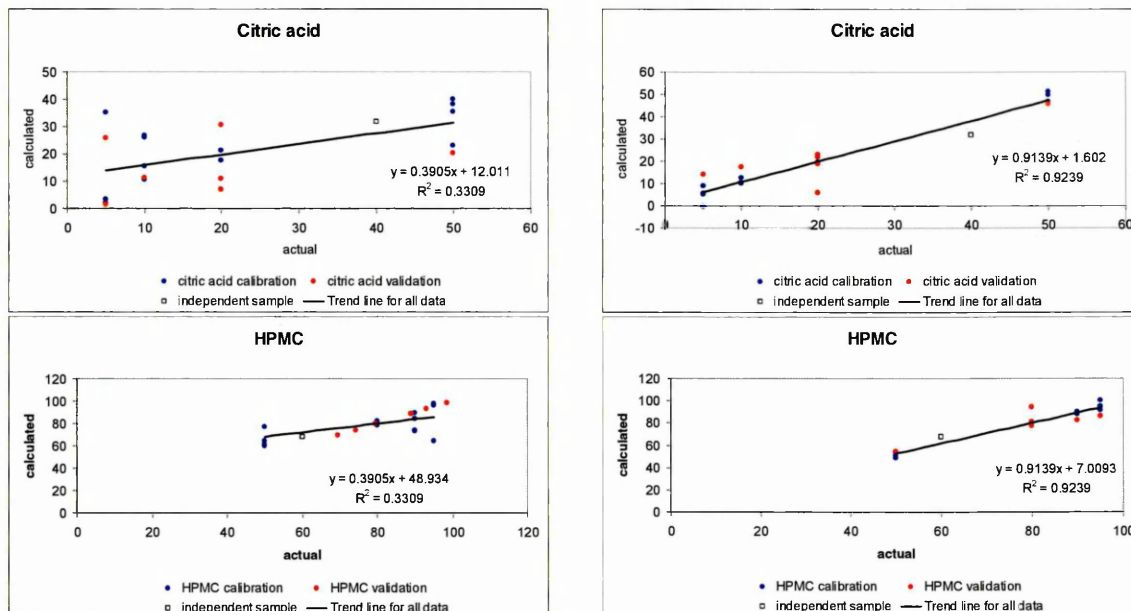 Citric acid
50
40
30
20
10
0
calculated
0 10 20 30 40 50 60
actual
y = 0.3905x + 12.011
R² = 0.3309
citric acid calibration citric acid validation
independent sample Trend line for all data
Citric acid
60
50
40
30
20
10
0
-10
calculated
0 10 20 30 40 50 60
actual
y = 0.9139x + 1.602
R² = 0.9239
citric acid calibration citric acid validation
independent sample Trend line for all data
HPMC
120
100
80
60
40
20
0
calculated
0 20 40 60 80 100 120
actual
y = 0.3905x + 48.934
R² = 0.3309
HPMC calibration HPMC validation
independent sample Trend line for all data
HPMC
120
100
80
60
40
20
0
calculated
0 20 40 60 80 100
actual
y = 0.9139x + 7.0093
R² = 0.9239
HPMC calibration HPMC validation
independent sample Trend line for all data